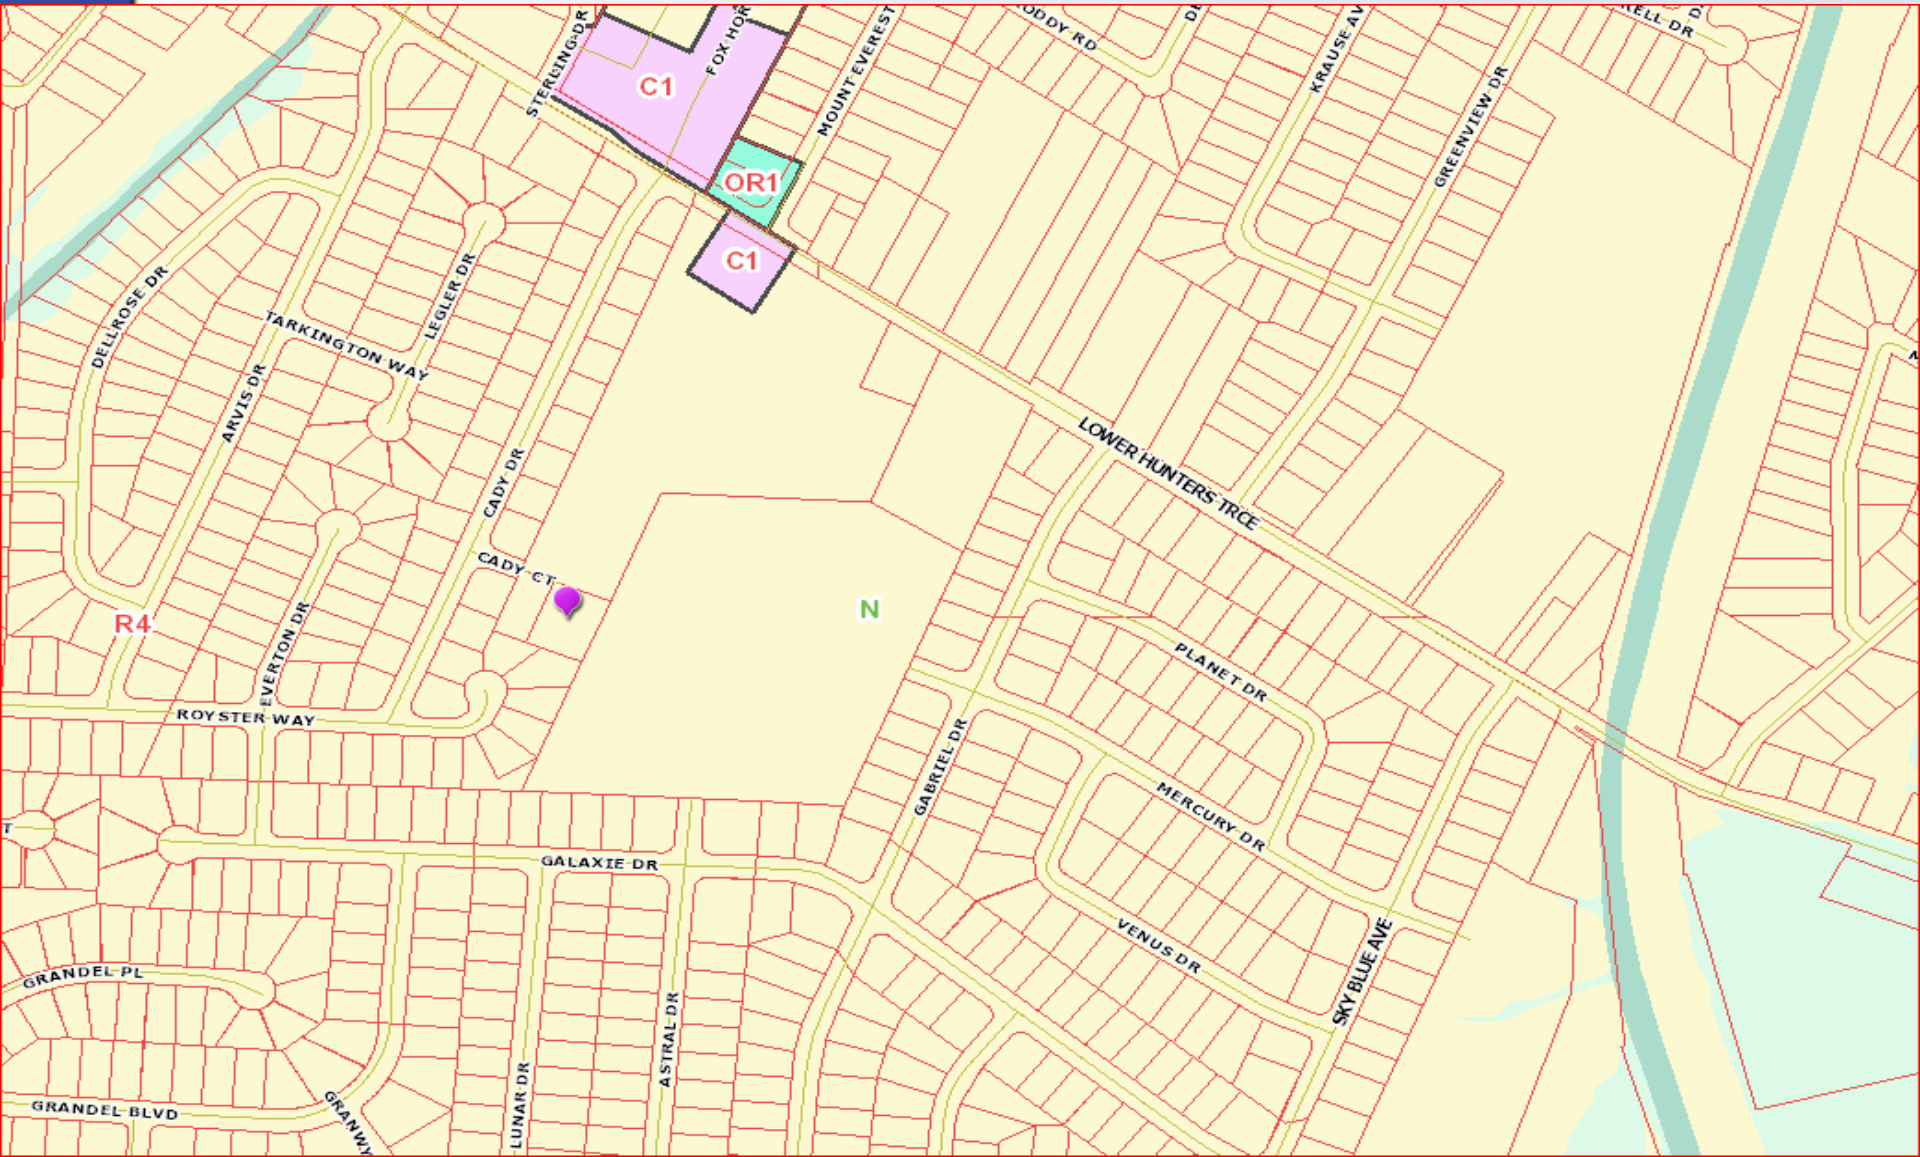 STERLING DR
FOX HOR
C1
MOUNT EVEREST
ODDY RD
KRAUSE AV
RELL DR
GREENVIEW DR
OR1
C1
DELLROSE DR
LEGLER DR
TARKINGTON WAY
ARVIS DR
CADY DR
LOWER HUNTERS TRCE
CADY CT
R4
EVERTON DR
N
PLANET DR
ROYSTER WAY
GABRIEL DR
MERCURY DR
T
GALAXIE DR
VENUS DR
SKY BLUE AVE
GRANDEL PL
ASTRAL DR
LUNAR DR
GRANDEL BLVD
GRANWY